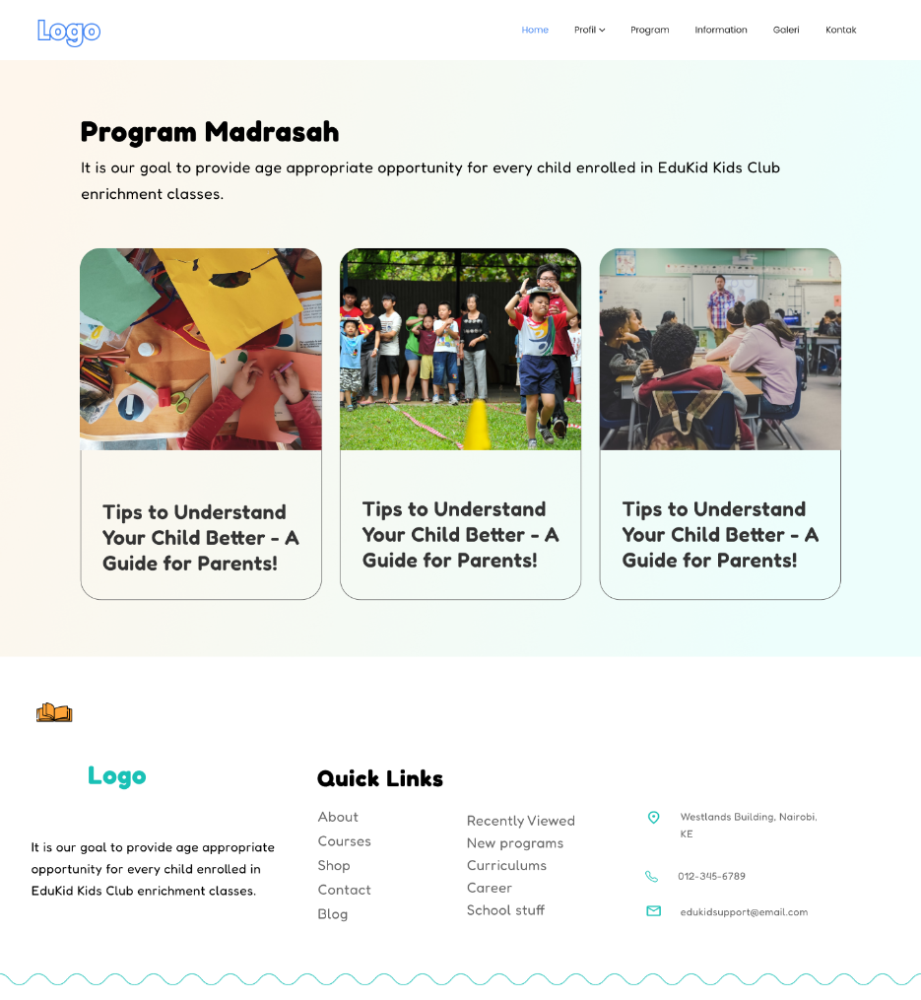 Logo
Home Profil Program Information Galeri Kontak
Program Madrasah
It is our goal to provide age appropriate opportunity for every child enrolled in EduKid Kids Club
enrichment classes.
Tips to Understand
Your Child Better - A
Guide for Parents!
Tips to Understand
Your Child Better - A
Guide for Parents!
Tips to Understand
Your Child Better - A
Guide for Parents!
Logo
It is our goal to provide age appropriate
opportunity for every child enrolled in
EduKid Kids Club enrichment classes.
Quick Links
About
Courses
Shop
Contact
Blog
Recently Viewed
New programs
Curriculums
Career
School stuff
Westlands Building, Nairobi,
KE
012-345-6789
edukidsupport@email.com